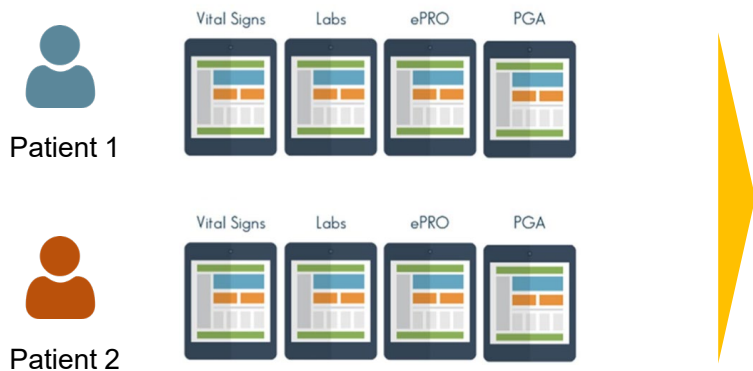 Vital Signs Labs ePRO PGA
Patient 1
Vital Signs Labs ePRO PGA
Patient 2